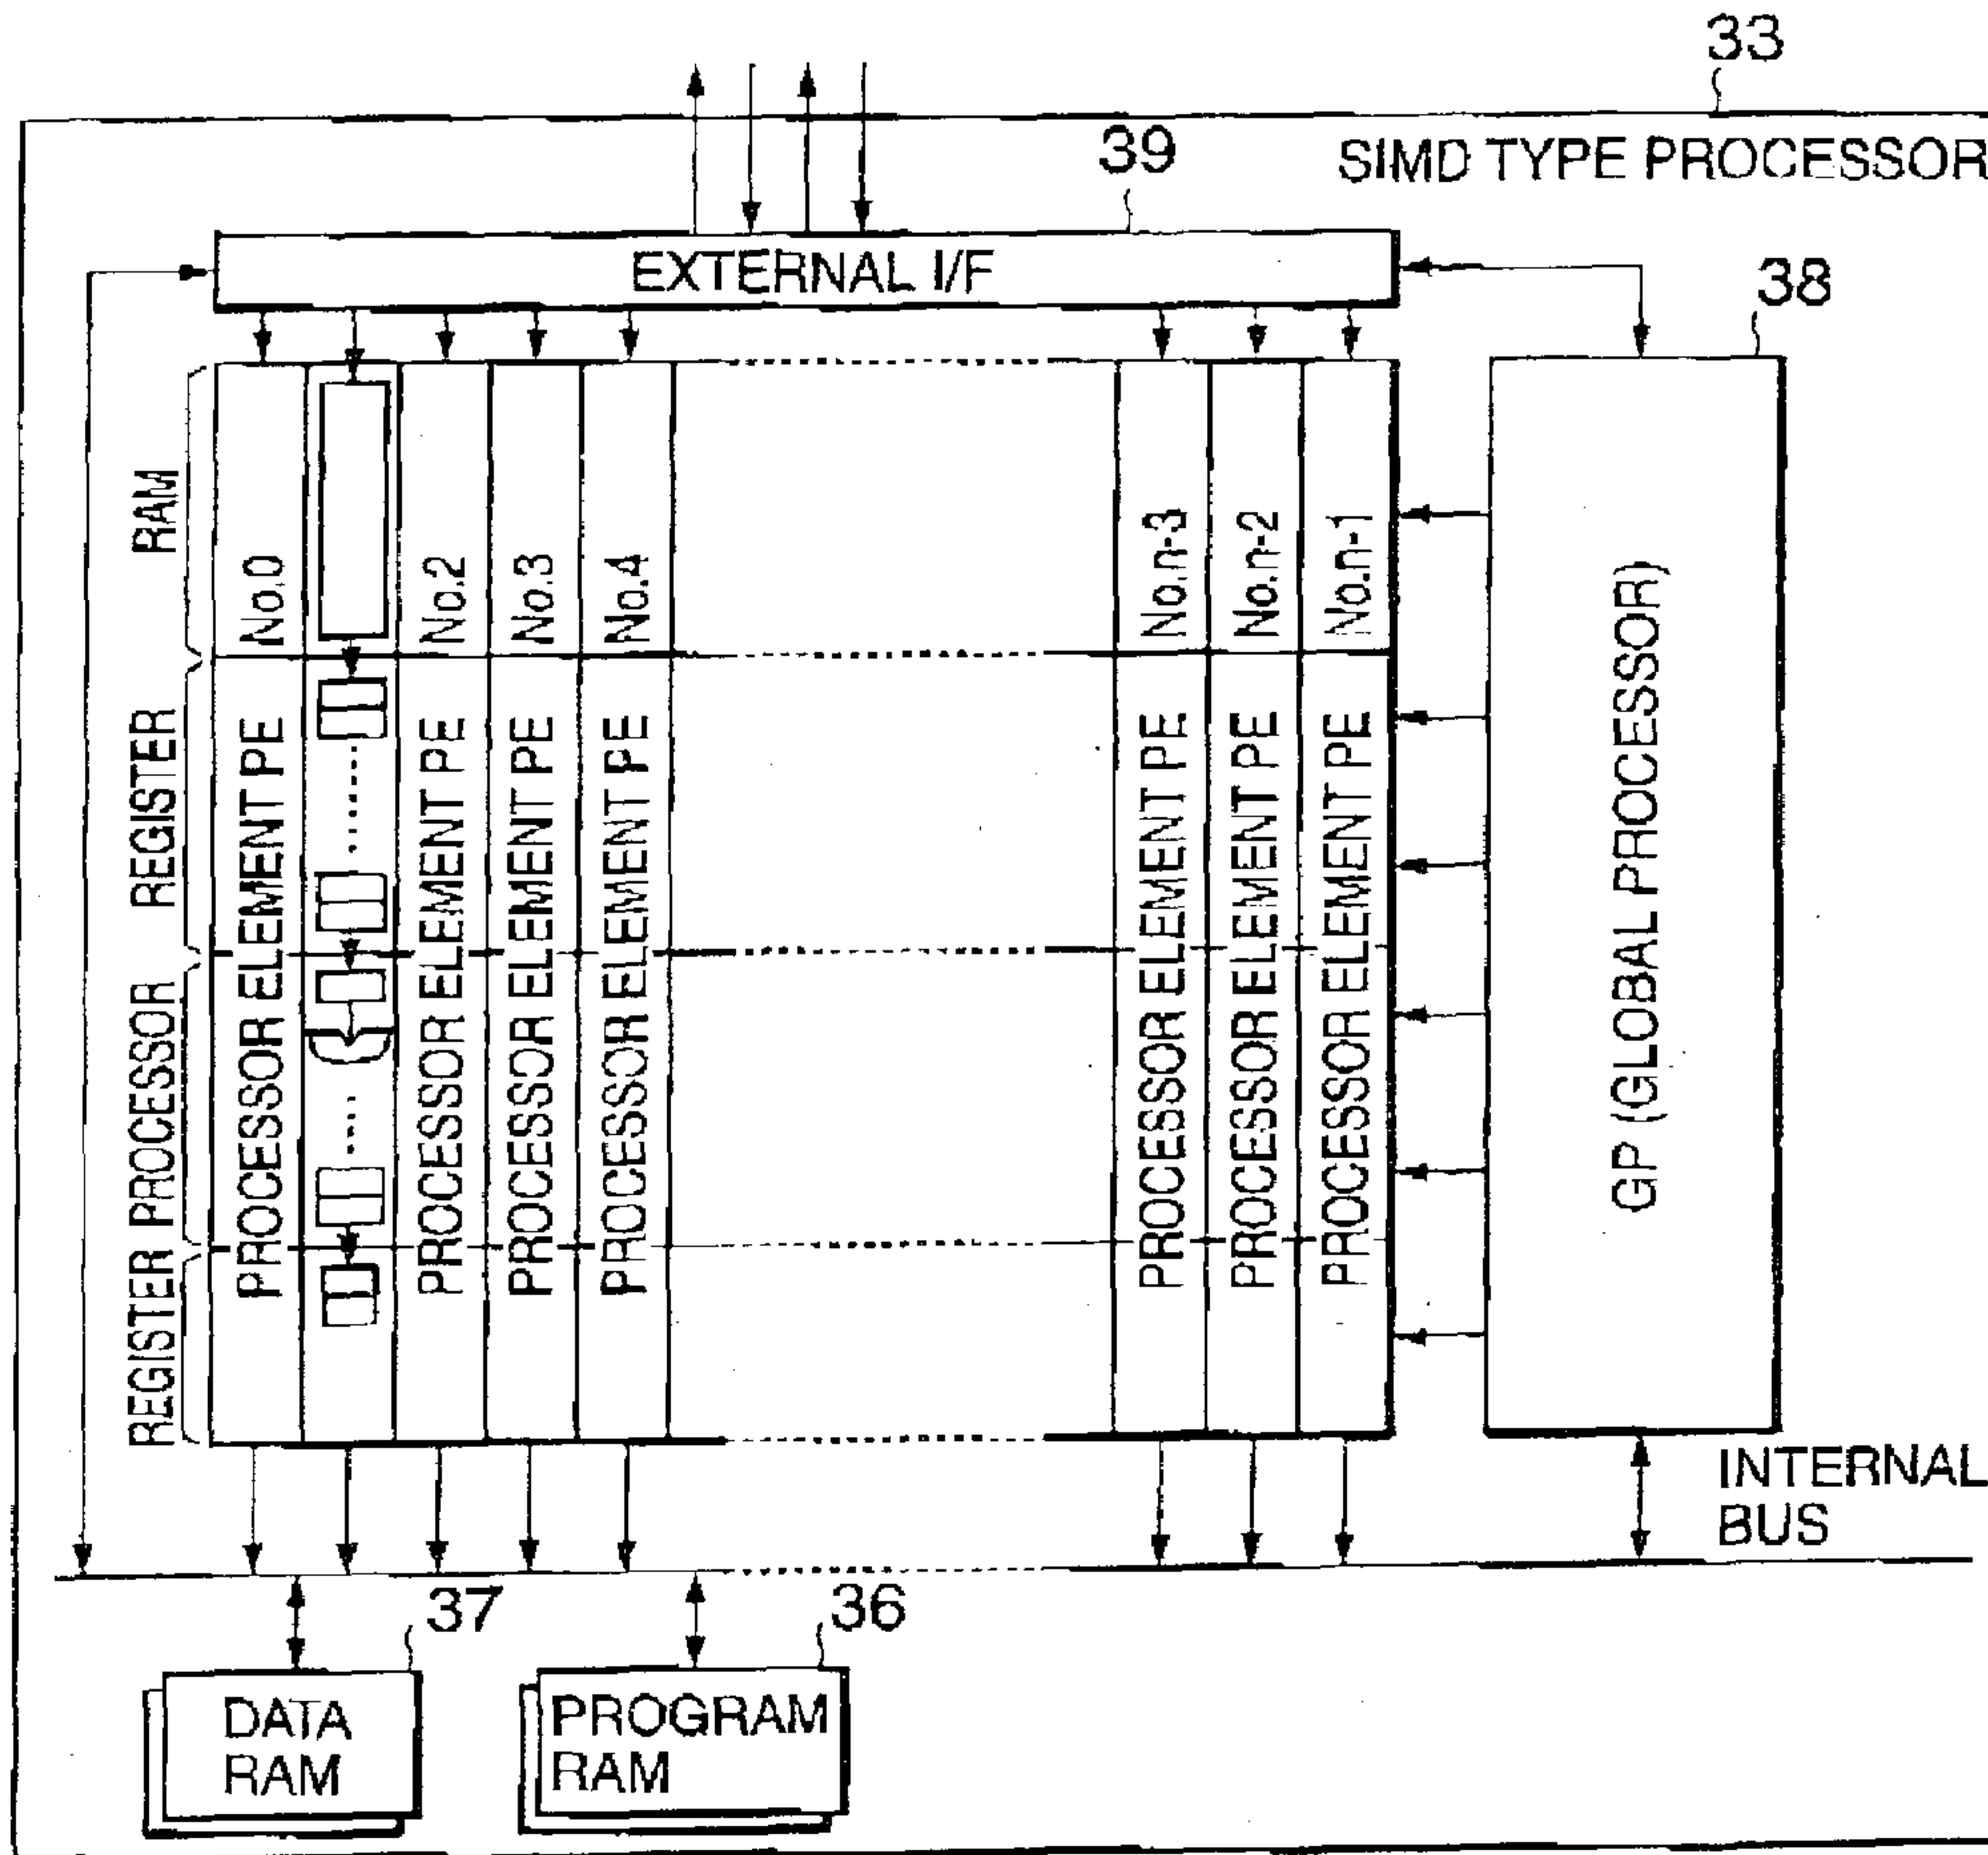 33
SIMD TYPE PROCESSOR
39
EXTERNAL I/F
38
RAM
REGISTER
PROCESSOR
REGISTER
PROCESSOR ELEMENT PE No.0
PROCESSOR ELEMENT PE No.2
PROCESSOR ELEMENT PE No.3
PROCESSOR ELEMENT PE No.4
PROCESSOR ELEMENT PE No.n-3
PROCESSOR ELEMENT PE No.n-2
PROCESSOR ELEMENT PE No.n-1
GP (GLOBAL PROCESSOR)
INTERNAL
BUS
37
36
DATA
RAM
PROGRAM
RAM